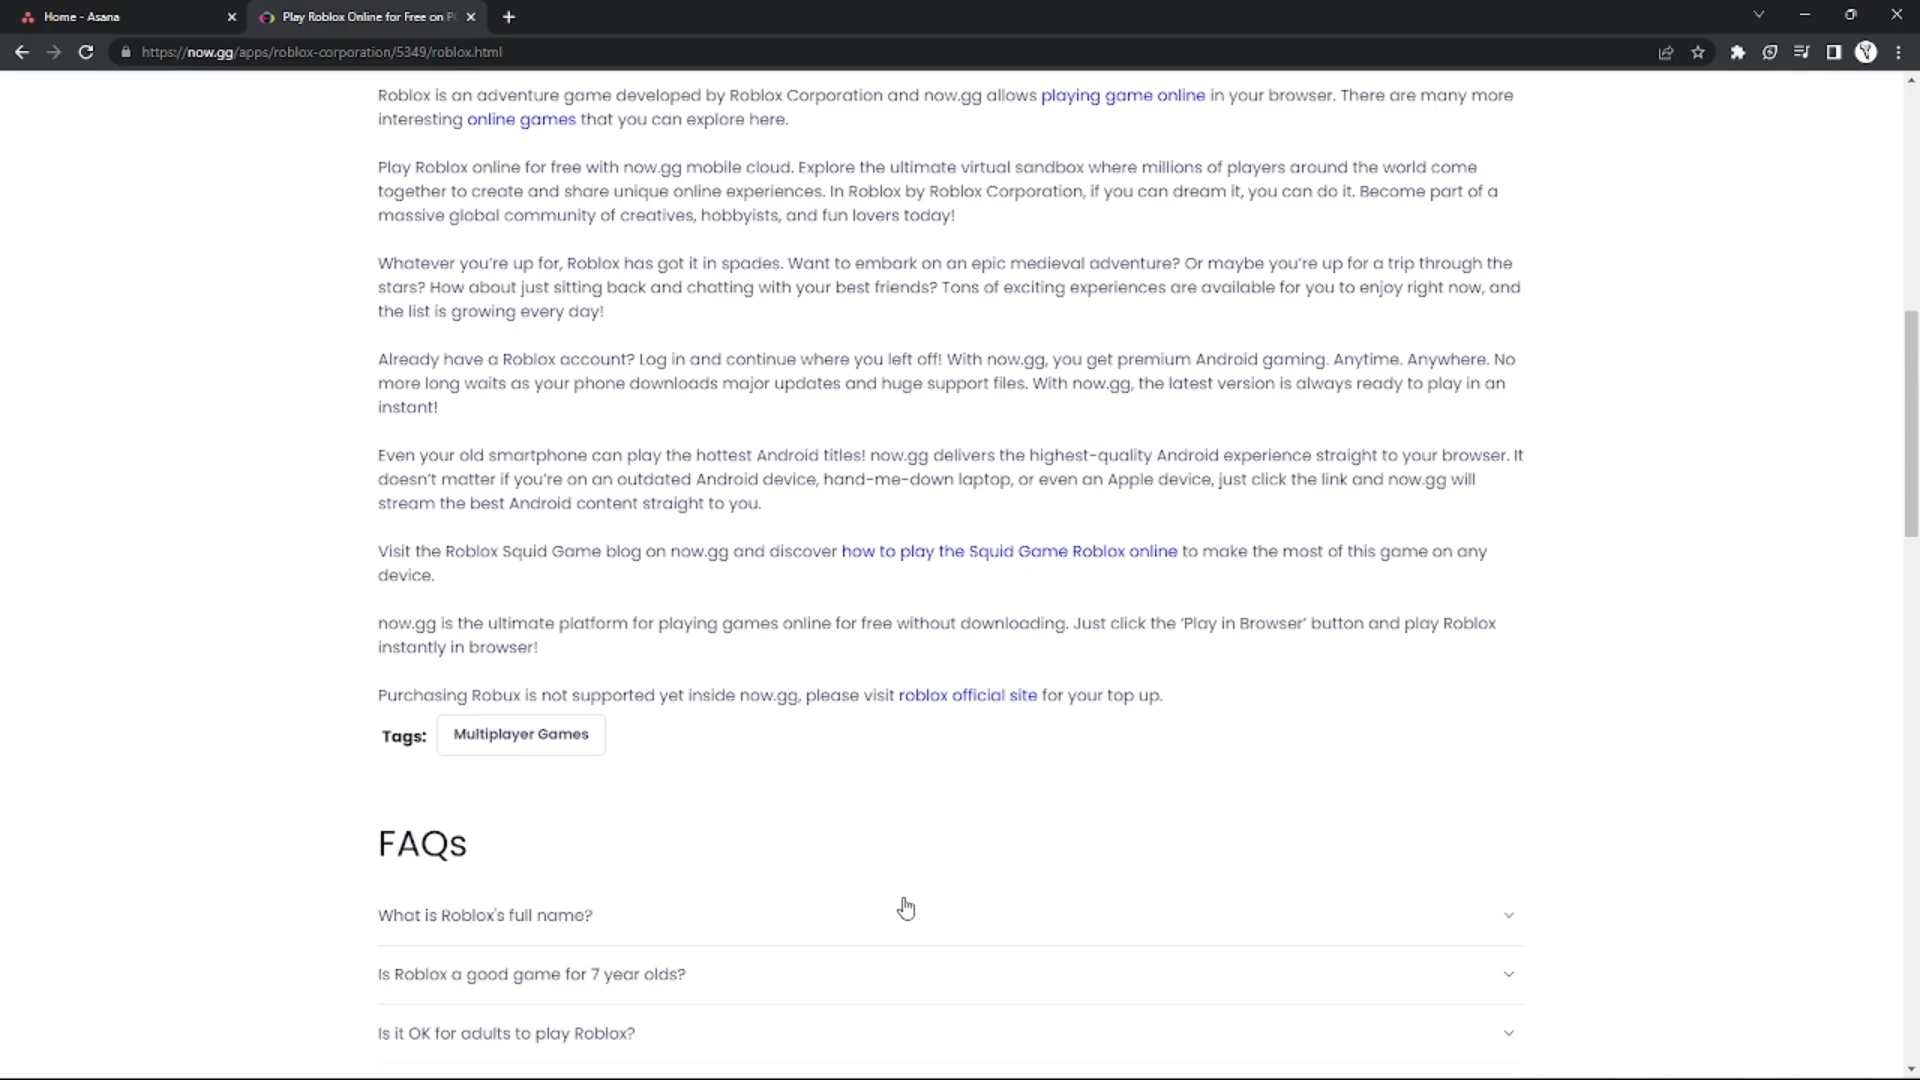 Home - Asana
Play Roblox Online for Free on PC
https://now.gg/apps/roblox-corporation/5349/roblox.html
Roblox is an adventure game developed by Roblox Corporation and now.gg allows playing game online in your browser. There are many more
interesting online games that you can explore here.
Play Roblox online for free with now.gg mobile cloud. Explore the ultimate virtual sandbox where millions of players around the world come
together to create and share unique online experiences. In Roblox by Roblox Corporation, if you can dream it, you can do it. Become part of a
massive global community of creatives, hobbyists, and fun lovers today!
Whatever you’re up for, Roblox has got it in spades. Want to embark on an epic medieval adventure? Or maybe you’re up for a trip through the
stars? How about just sitting back and chatting with your best friends? Tons of exciting experiences are available for you to enjoy right now, and
the list is growing every day!
Already have a Roblox account? Log in and continue where you left off! With now.gg, you get premium Android gaming. Anytime. Anywhere. No
more long waits as your phone downloads major updates and huge support files. With now.gg, the latest version is always ready to play in an
instant!
Even your old smartphone can play the hottest Android titles! now.gg delivers the highest-quality Android experience straight to your browser. It
doesn’t matter if you’re on an outdated Android device, hand-me-down laptop, or even an Apple device, just click the link and now.gg will
stream the best Android content straight to you.
Visit the Roblox Squid Game blog on now.gg and discover how to play the Squid Game Roblox online to make the most of this game on any
device.
now.gg is the ultimate platform for playing games online for free without downloading. Just click the ‘Play in Browser’ button and play Roblox
instantly in browser!
Purchasing Robux is not supported yet inside now.gg, please visit roblox official site for your top up.
Tags: Multiplayer Games
FAQs
What is Roblox's full name?
Is Roblox a good game for 7 year olds?
Is it OK for adults to play Roblox?